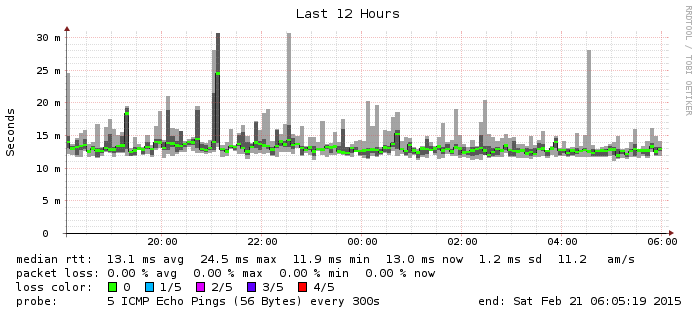 Last 12 Hours
RRDTOOL / TOBI OETIKER
Seconds
30 m
25 m
20 m
15 m
10 m
5 m
0
20:00 22:00 00:00 02:00 04:00 06:00
median rtt: 13.1 ms avg 24.5 ms max 11.9 ms min 13.0 ms now 1.2 ms sd 11.2 am/s
packet loss: 0.00 % avg 0.00 % max 0.00 % min 0.00 % now
loss color: 0 1/5 2/5 3/5 4/5
probe: 5 ICMP Echo Pings (56 Bytes) every 300s end: Sat Feb 21 06:05:19 2015